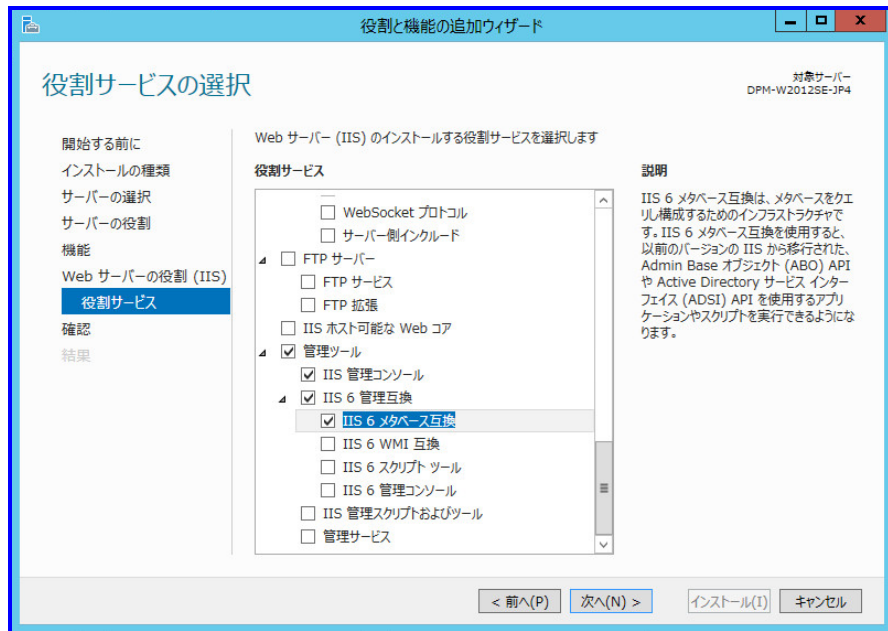 役割と機能の追加ウィザード
役割サービスの選択
対象サーバー
DPM-W2012SE-JP4
開始する前に
インストールの種類
サーバーの選択
サーバーの役割
機能
Web サーバーの役割 (IIS)
役割サービス
確認
結果
Web サーバー (IIS) のインストールする役割サービスを選択します
役割サービス
WebSocket プロトコル
サーバー側インクルード
FTP サーバー
FTP サービス
FTP 拡張
IIS ホスト可能な Web コア
管理ツール
IIS 管理コンソール
IIS 6 管理互換
IIS 6 メタベース互換
IIS 6 WMI 互換
IIS 6 スクリプト ツール
IIS 6 管理コンソール
IIS 管理スクリプトおよびツール
管理サービス
説明
IIS 6 メタベース互換は、メタベースをクエ
リし構成するためのインフラストラクチャで
す。IIS 6 メタベース互換を使用すると、
以前のバージョンの IIS から移行された、
Admin Base オブジェクト (ABO) API
や Active Directory サービス インター
フェイス (ADSI) API を使用するアプリ
ケーションやスクリプトを実行できるようにな
ります。
< 前へ(P)
次へ(N) >
インストール(I)
キャンセル